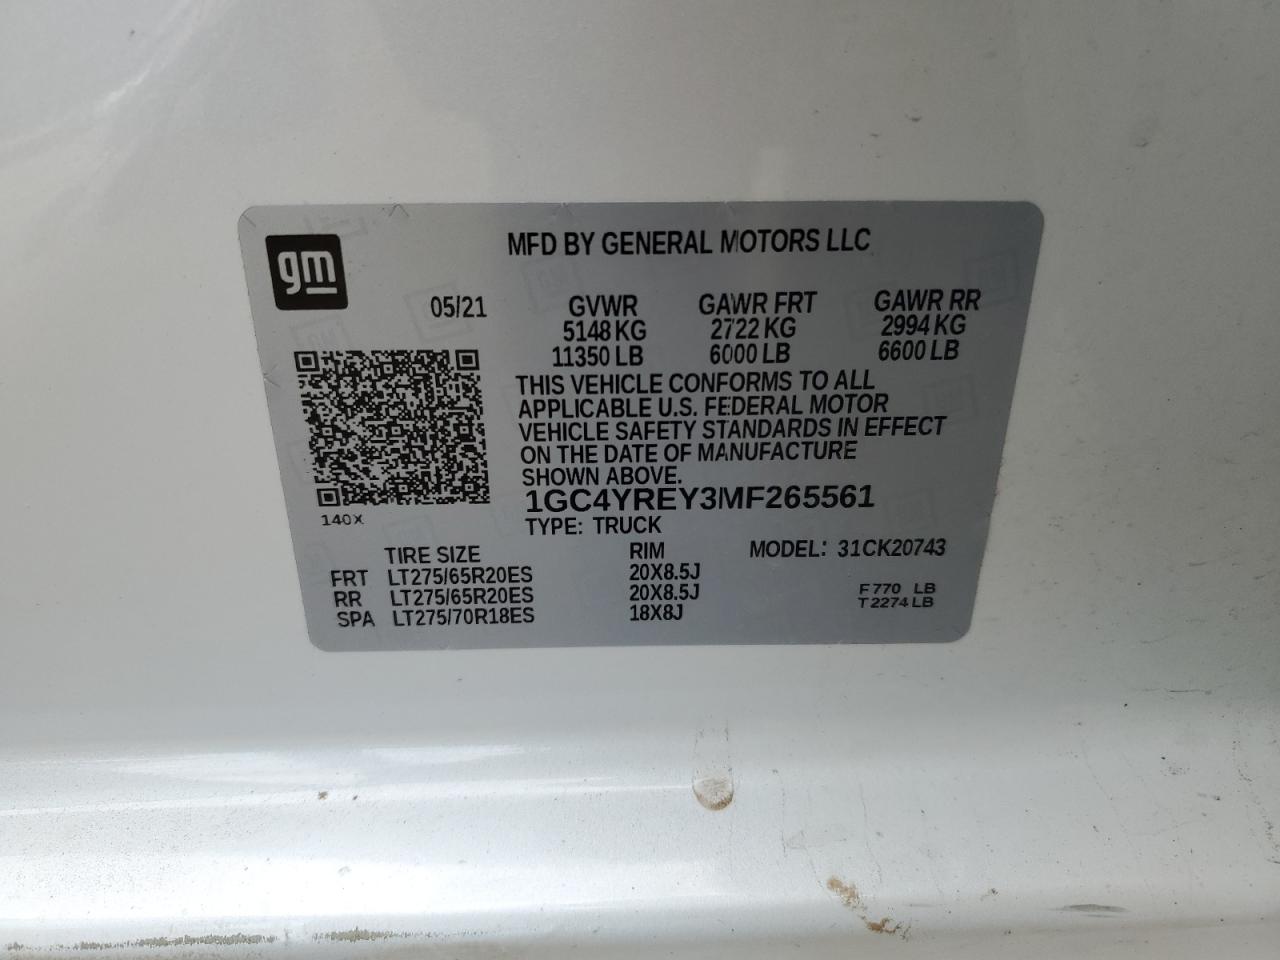 gm
MFD BY GENERAL MOTORS LLC
05/21 GVWR GAWR FRT GAWR RR
5148 KG 2722 KG 2994 KG
11350 LB 6000 LB 6600 LB
THIS VEHICLE CONFORMS TO ALL
APPLICABLE U.S. FEDERAL MOTOR
VEHICLE SAFETY STANDARDS IN EFFECT
ON THE DATE OF MANUFACTURE
SHOWN ABOVE.
1GC4YREY3MF265561
140X
TYPE: TRUCK
TIRE SIZE RIM MODEL: 31CK20743
FRT LT275/65R20ES 20X8.5J
RR LT275/65R20ES 20X8.5J
SPA LT275/70R18ES 18X8J
F 770 LB
T 2274 LB